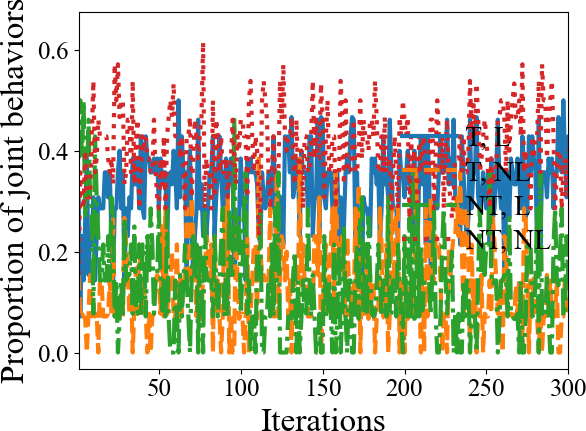 Proportion of joint behaviors
0.6
0.4
0.2
0.0
T, L
T, NL
NT, L
NT, NL
50
100
150
200
250
300
Iterations